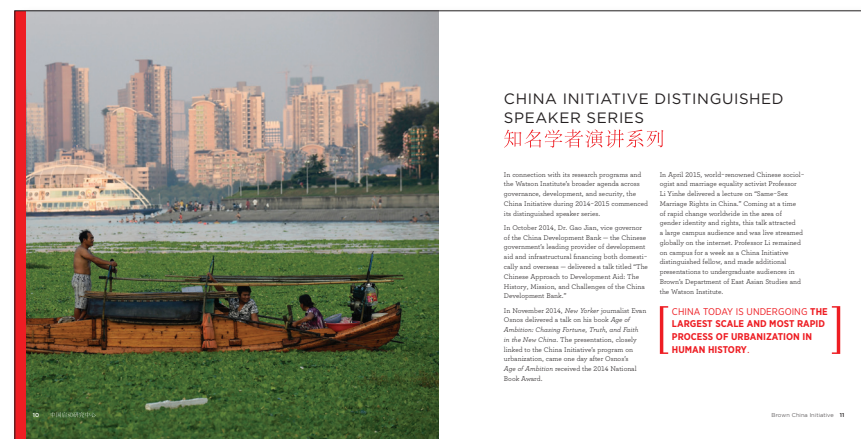 CHINA INITIATIVE DISTINGUISHED
SPEAKER SERIES
知名学者演讲系列
In connection with its research programs and
the Watson Institute's broader agenda across
governance, development, and security, the
China Initiative during 2014–2015 commenced
its distinguished speaker series.
In October 2014, Dr. Gao Jian, vice governor
of the China Development Bank — the Chinese
government's leading provider of development
aid and infrastructural financing both domesti-
cally and overseas — delivered a talk titled "The
Chinese Approach to Development Aid: The
History, Mission, and Challenges of the China
Development Bank."
In November 2014, New Yorker journalist Evan
Osnos delivered a talk on his book Age of
Ambition: Chasing Fortune, Truth, and Faith
in the New China. The presentation, closely
linked to the China Initiative's program on
urbanization, came one day after Osnos's
Age of Ambition received the 2014 National
Book Award.
In April 2015, world-renowned Chinese sociol-
ogist and marriage equality activist Professor
Li Yinhe delivered a lecture on "Same-Sex
Marriage Rights in China." Coming at a time
of rapid change worldwide in the area of
gender identity and rights, this talk attracted
a large campus audience and was live streamed
globally on the internet. Professor Li remained
on campus for a week as a China Initiative
distinguished fellow, and made additional
presentations to undergraduate audiences in
Brown's Department of East Asian Studies and
the Watson Institute.
CHINA TODAY IS UNDERGOING THE
LARGEST SCALE AND MOST RAPID
PROCESS OF URBANIZATION IN
HUMAN HISTORY.
10
Brown China Initiative 11